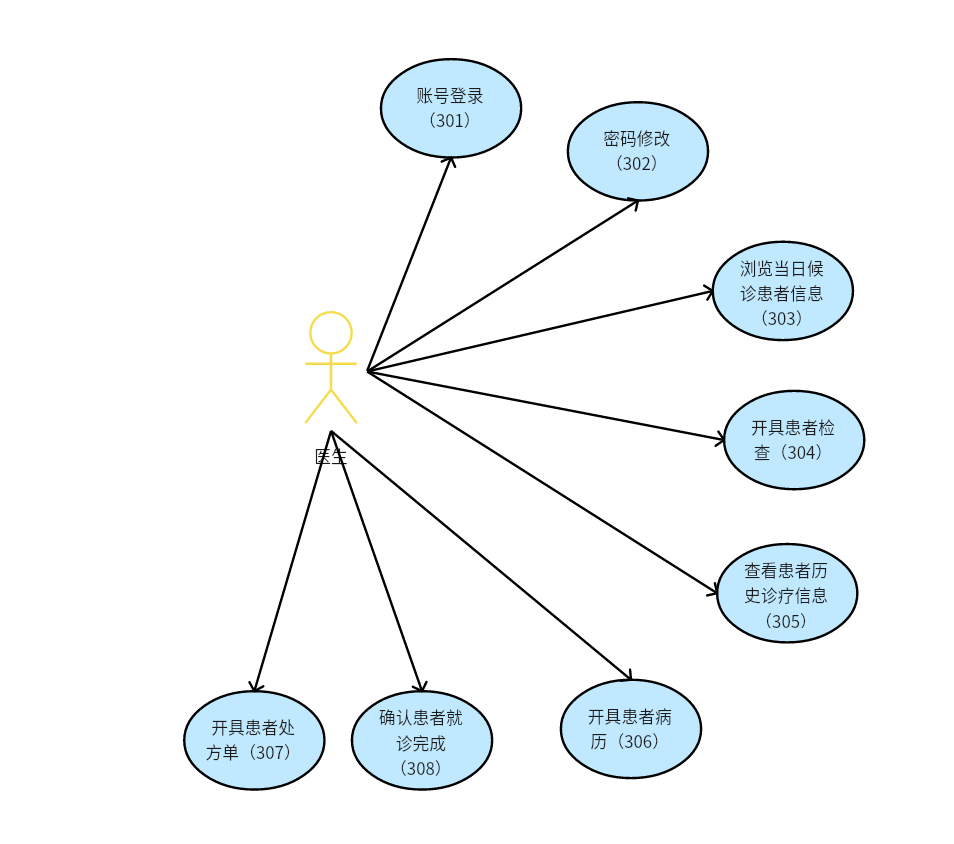 账号登录
（301）
密码修改
（302）
浏览当日候
诊患者信息
（303）
开具患者检
查（304）
医生
查看患者历
史诊疗信息
（305）
开具患者处
方单（307）
确认患者就
诊完成
（308）
开具患者病
历（306）